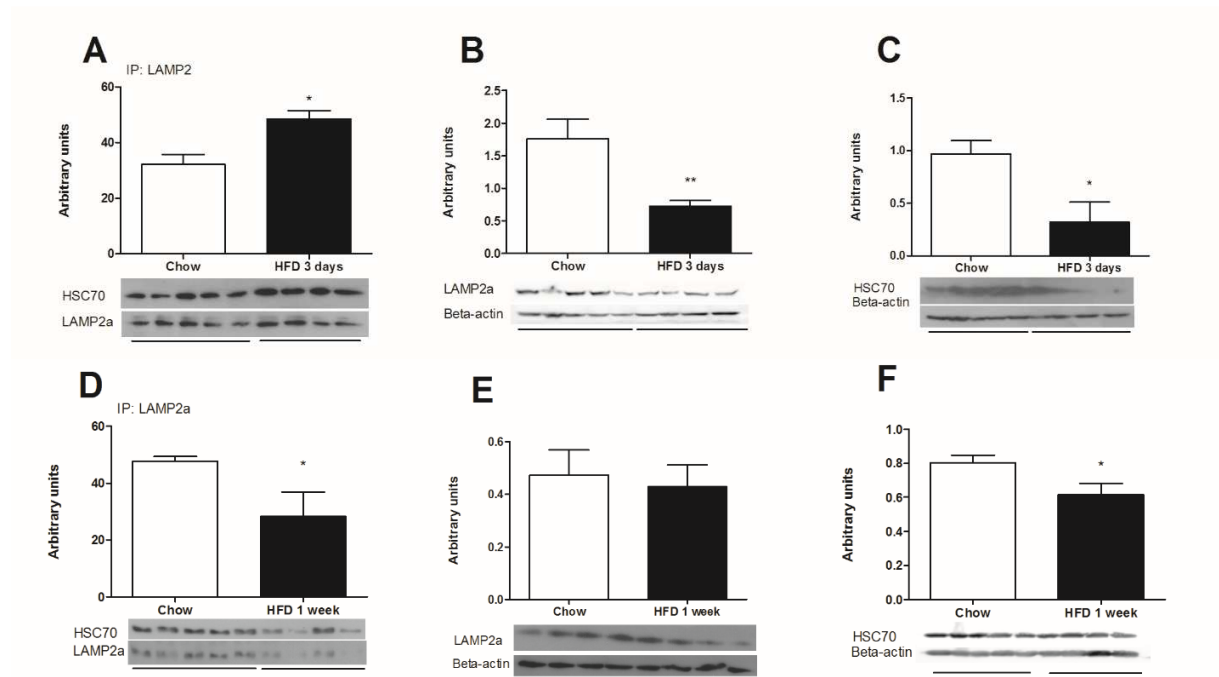 A
IP: LAMP2
60
40
20
0
Arbitrary units
*
Chow
HFD 3 days
HSC70
LAMP2a
B
2.5
2.0
1.5
1.0
0.5
0.0
Arbitrary units
**
Chow
HFD 3 days
LAMP2a
Beta-actin
C
1.5
1.0
0.5
0.0
Arbitrary units
*
Chow
HFD 3 days
HSC70
Beta-actin
D
IP: LAMP2a
60
40
20
0
Arbitrary units
*
Chow
HFD 1 week
HSC70
LAMP2a
E
0.6
0.4
0.2
0.0
Arbitrary units
Chow
HFD 1 week
LAMP2a
Beta-actin
F
1.0
0.8
0.6
0.4
0.2
0.0
Arbitrary units
*
Chow
HFD 1 week
HSC70
Beta-actin